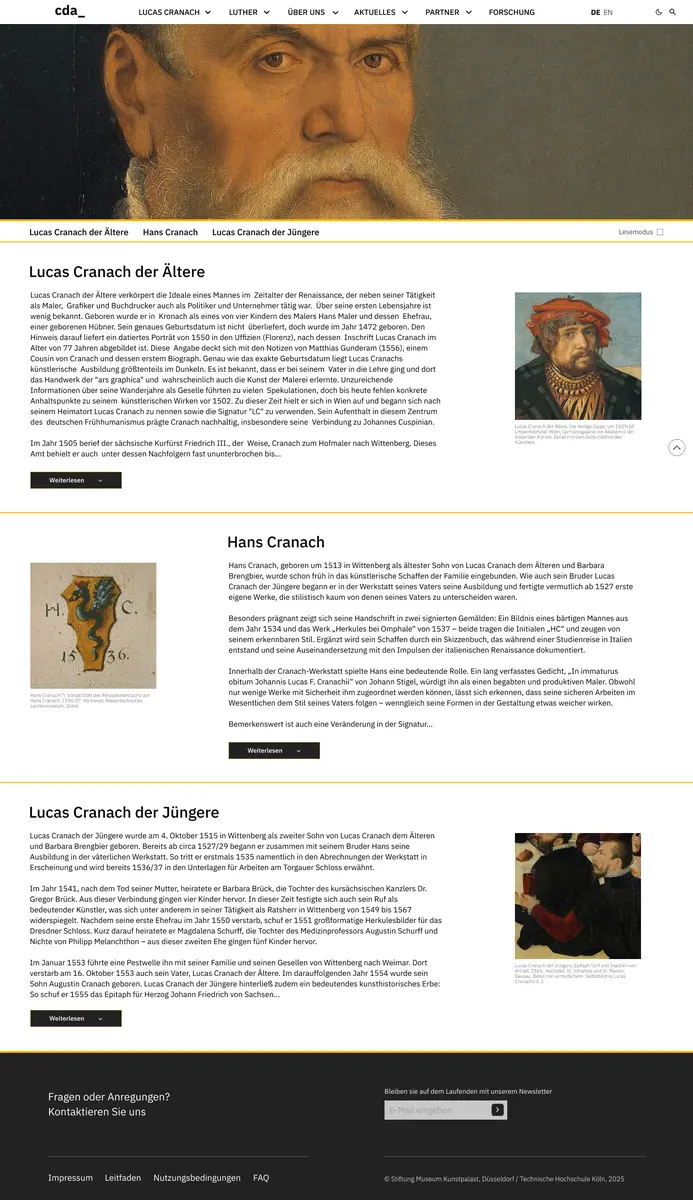 cda_
LUCAS CRANACH
LUTHER
ÜBER UNS
AKTUELLES
PARTNER
FORSCHUNG
DE EN
Lucas Cranach der Ältere
Hans Cranach
Lucas Cranach der Jüngere
Lesemodus
Lucas Cranach der Ältere
Lucas Cranach der Ältere verkörpert die Ideale eines Mannes im Zeitalter der Renaissance, der neben seiner Tätigkeit
als Maler, Grafiker und Buchdrucker auch als Politiker und Unternehmer tätig war. Über seine ersten Lebensjahre ist
wenig bekannt. Geboren wurde er in Kronach als eines von vier Kindern des Malers Hans Maler und dessen Ehefrau,
einer geborenen Hübner. Sein genaues Geburtsdatum ist nicht überliefert, doch wurde im Jahr 1472 geboren. Den
Hinweis darauf liefert ein datiertes Porträt von 1550 in den Uffizien (Florenz), nach dessen Inschrift Lucas Cranach im
Alter von 77 Jahren abgebildet ist. Diese Angabe deckt sich mit den Notizen von Matthias Gunderam (1556), einem
Cousin von Cranach und dessen erstem Biograph. Genau wie das exakte Geburtsdatum liegt Lucas Cranachs
künstlerische Ausbildung größtenteils im Dunkeln. Es ist bekannt, dass er bei seinem Vater in die Lehre ging und dort
das Handwerk der "ars graphica" und wahrscheinlich auch die Kunst der Malerei erlernte. Unzureichende
Informationen über seine Wanderjahre als Geselle führten zu vielen Spekulationen, doch bis heute fehlen konkrete
Anhaltspunkte zu seinem künstlerischen Wirken vor 1502. Zu dieser Zeit hielt er sich in Wien auf und begann sich nach
seinem Heimatort Lucas Cranach zu nennen sowie die Signatur "LC" zu verwenden. Sein Aufenthalt in diesem Zentrum
des deutschen Frühhumanismus prägte Cranach nachhaltig, insbesondere seine Verbindung zu Johannes Cuspinian.
Im Jahr 1505 berief der sächsische Kurfürst Friedrich III., der Weise, Cranach zum Hofmaler nach Wittenberg. Dieses
Amt behielt er auch unter dessen Nachfolgern fast ununterbrochen bis...
Weiterlesen
Lucas Cranach der Ältere, Die Heilige Sippe, um 1509/10
Lindenholztafel. Wien, Gemäldegalerie der Akademie der
bildenden Künste. Detail mit dem Selbstbildnis des
Künstlers
Hans Cranach
H. C.
15 36.
Hans Cranach, geboren um 1513 in Wittenberg als ältester Sohn von Lucas Cranach dem Älteren und Barbara
Brengbier, wurde schon früh in das künstlerische Schaffen der Familie eingebunden. Wie auch sein Bruder Lucas
Cranach der Jüngere begann er in der Werkstatt seines Vaters seine Ausbildung und fertigte vermutlich ab 1527 erste
eigene Werke, die stilistisch kaum von denen seines Vaters zu unterscheiden waren.
Besonders prägnant zeigt sich seine Handschrift in zwei signierten Gemälden: Ein Bildnis eines bärtigen Mannes aus
dem Jahr 1534 und das Werk „Herkules bei Omphale“ von 1537 – beide tragen die Initialen „HC“ und zeugen von
seinem erkennbaren Stil. Ergänzt wird sein Schaffen durch ein Skizzenbuch, das während einer Studienreise in Italien
entstand und seine Auseinandersetzung mit den Impulsen der italienischen Renaissance dokumentiert.
Innerhalb der Cranach-Werkstatt spielte Hans eine bedeutende Rolle. Ein lang verfasstes Gedicht, „In immaturus
obitum Johannis Lucas F. Cranachii“ von Johann Stigel, würdigt ihn als einen begabten und produktiven Maler. Obwohl
nur wenige Werke mit Sicherheit ihm zugeordnet werden können, lässt sich erkennen, dass seine sicheren Arbeiten im
Wesentlichen dem Stil seines Vaters folgen – wenngleich seine Formen in der Gestaltung etwas weicher wirken.
Bemerkenswert ist auch eine Veränderung in der Signatur...
Weiterlesen
Hans Cranach(?), Vorsatzblatt des Reiseskizzenbuchs von
Hans Cranach, 1536/37. Hannover, Niedersächsisches
Landesmuseum. Detail
Lucas Cranach der Jüngere
Lucas Cranach der Jüngere wurde am 4. Oktober 1515 in Wittenberg als zweiter Sohn von Lucas Cranach dem Älteren
und Barbara Brengbier geboren. Bereits ab circa 1527/29 begann er zusammen mit seinem Bruder Hans seine
Ausbildung in der väterlichen Werkstatt. So tritt er erstmals 1535 namentlich in den Abrechnungen der Werkstatt in
Erscheinung und wird bereits 1536/37 in den Unterlagen für Arbeiten am Torgauer Schloss erwähnt.
Im Jahr 1541, nach dem Tod seiner Mutter, heiratete er Barbara Brück, die Tochter des kursächsischen Kanzlers Dr.
Gregor Brück. Aus dieser Verbindung gingen vier Kinder hervor. In dieser Zeit festigte sich auch sein Ruf als
bedeutender Künstler, was sich unter anderem in seiner Tätigkeit als Ratsherr in Wittenberg von 1549 bis 1567
widerspiegelt. Nachdem seine erste Ehefrau im Jahr 1550 verstarb, schuf er 1551 großformatige Herkulesbilder für das
Dresdner Schloss. Kurz darauf heiratete er Magdalena Schurff, die Tochter des Medizinprofessors Augustin Schurff und
Nichte von Philipp Melanchthon – aus dieser zweiten Ehe gingen fünf Kinder hervor.
Im Januar 1553 führte eine Pestwelle ihn mit seiner Familie und seinen Gesellen von Wittenberg nach Weimar. Dort
verstarb am 16. Oktober 1553 auch sein Vater, Lucas Cranach der Ältere. Im darauffolgenden Jahr 1554 wurde sein
Sohn Augustin Cranach geboren. Lucas Cranach der Jüngere hinterließ zudem ein bedeutendes kunsthistorisches Erbe:
So schuf er 1555 das Epitaph für Herzog Johann Friedrich von Sachsen...
Weiterlesen
Lucas Cranach der Jüngere, Epitaph für Fürst Joachim von
Anhalt, 1565. Holztafel, St. Johannis und St. Marien,
Dessau. Detail mit vermutlichem Selbstbildnis Lucas
Cranachs d. J.
Fragen oder Anregungen?
Kontaktieren Sie uns
Bleiben sie auf dem Laufenden mit unserem Newsletter
E-Mail eingeben
Impressum
Leitfaden
Nutzungsbedingungen
FAQ
© Stiftung Museum Kunstpalast, Düsseldorf / Technische Hochschule Köln, 2025